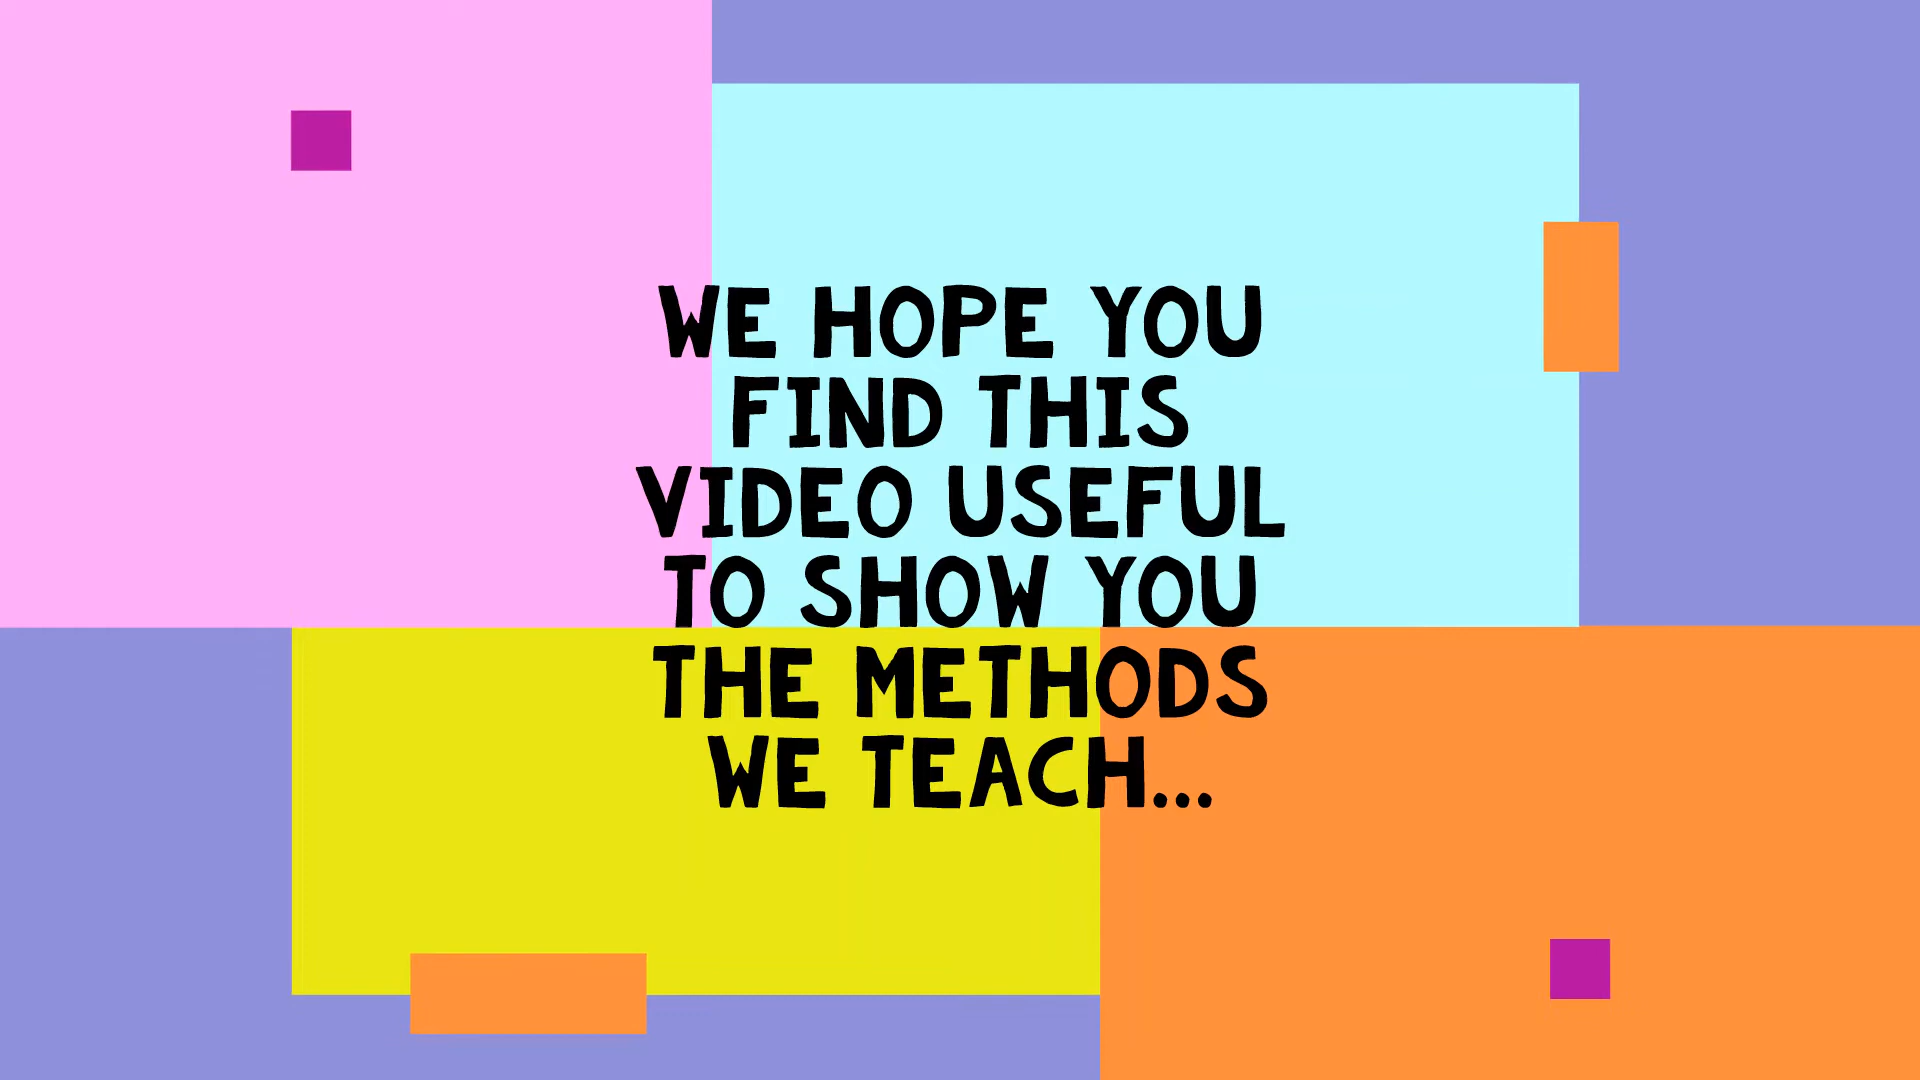 WE HOPE YOU
FIND THIS
VIDEO USEFUL
TO SHOW YOU
THE METHODS
WE TEACH...